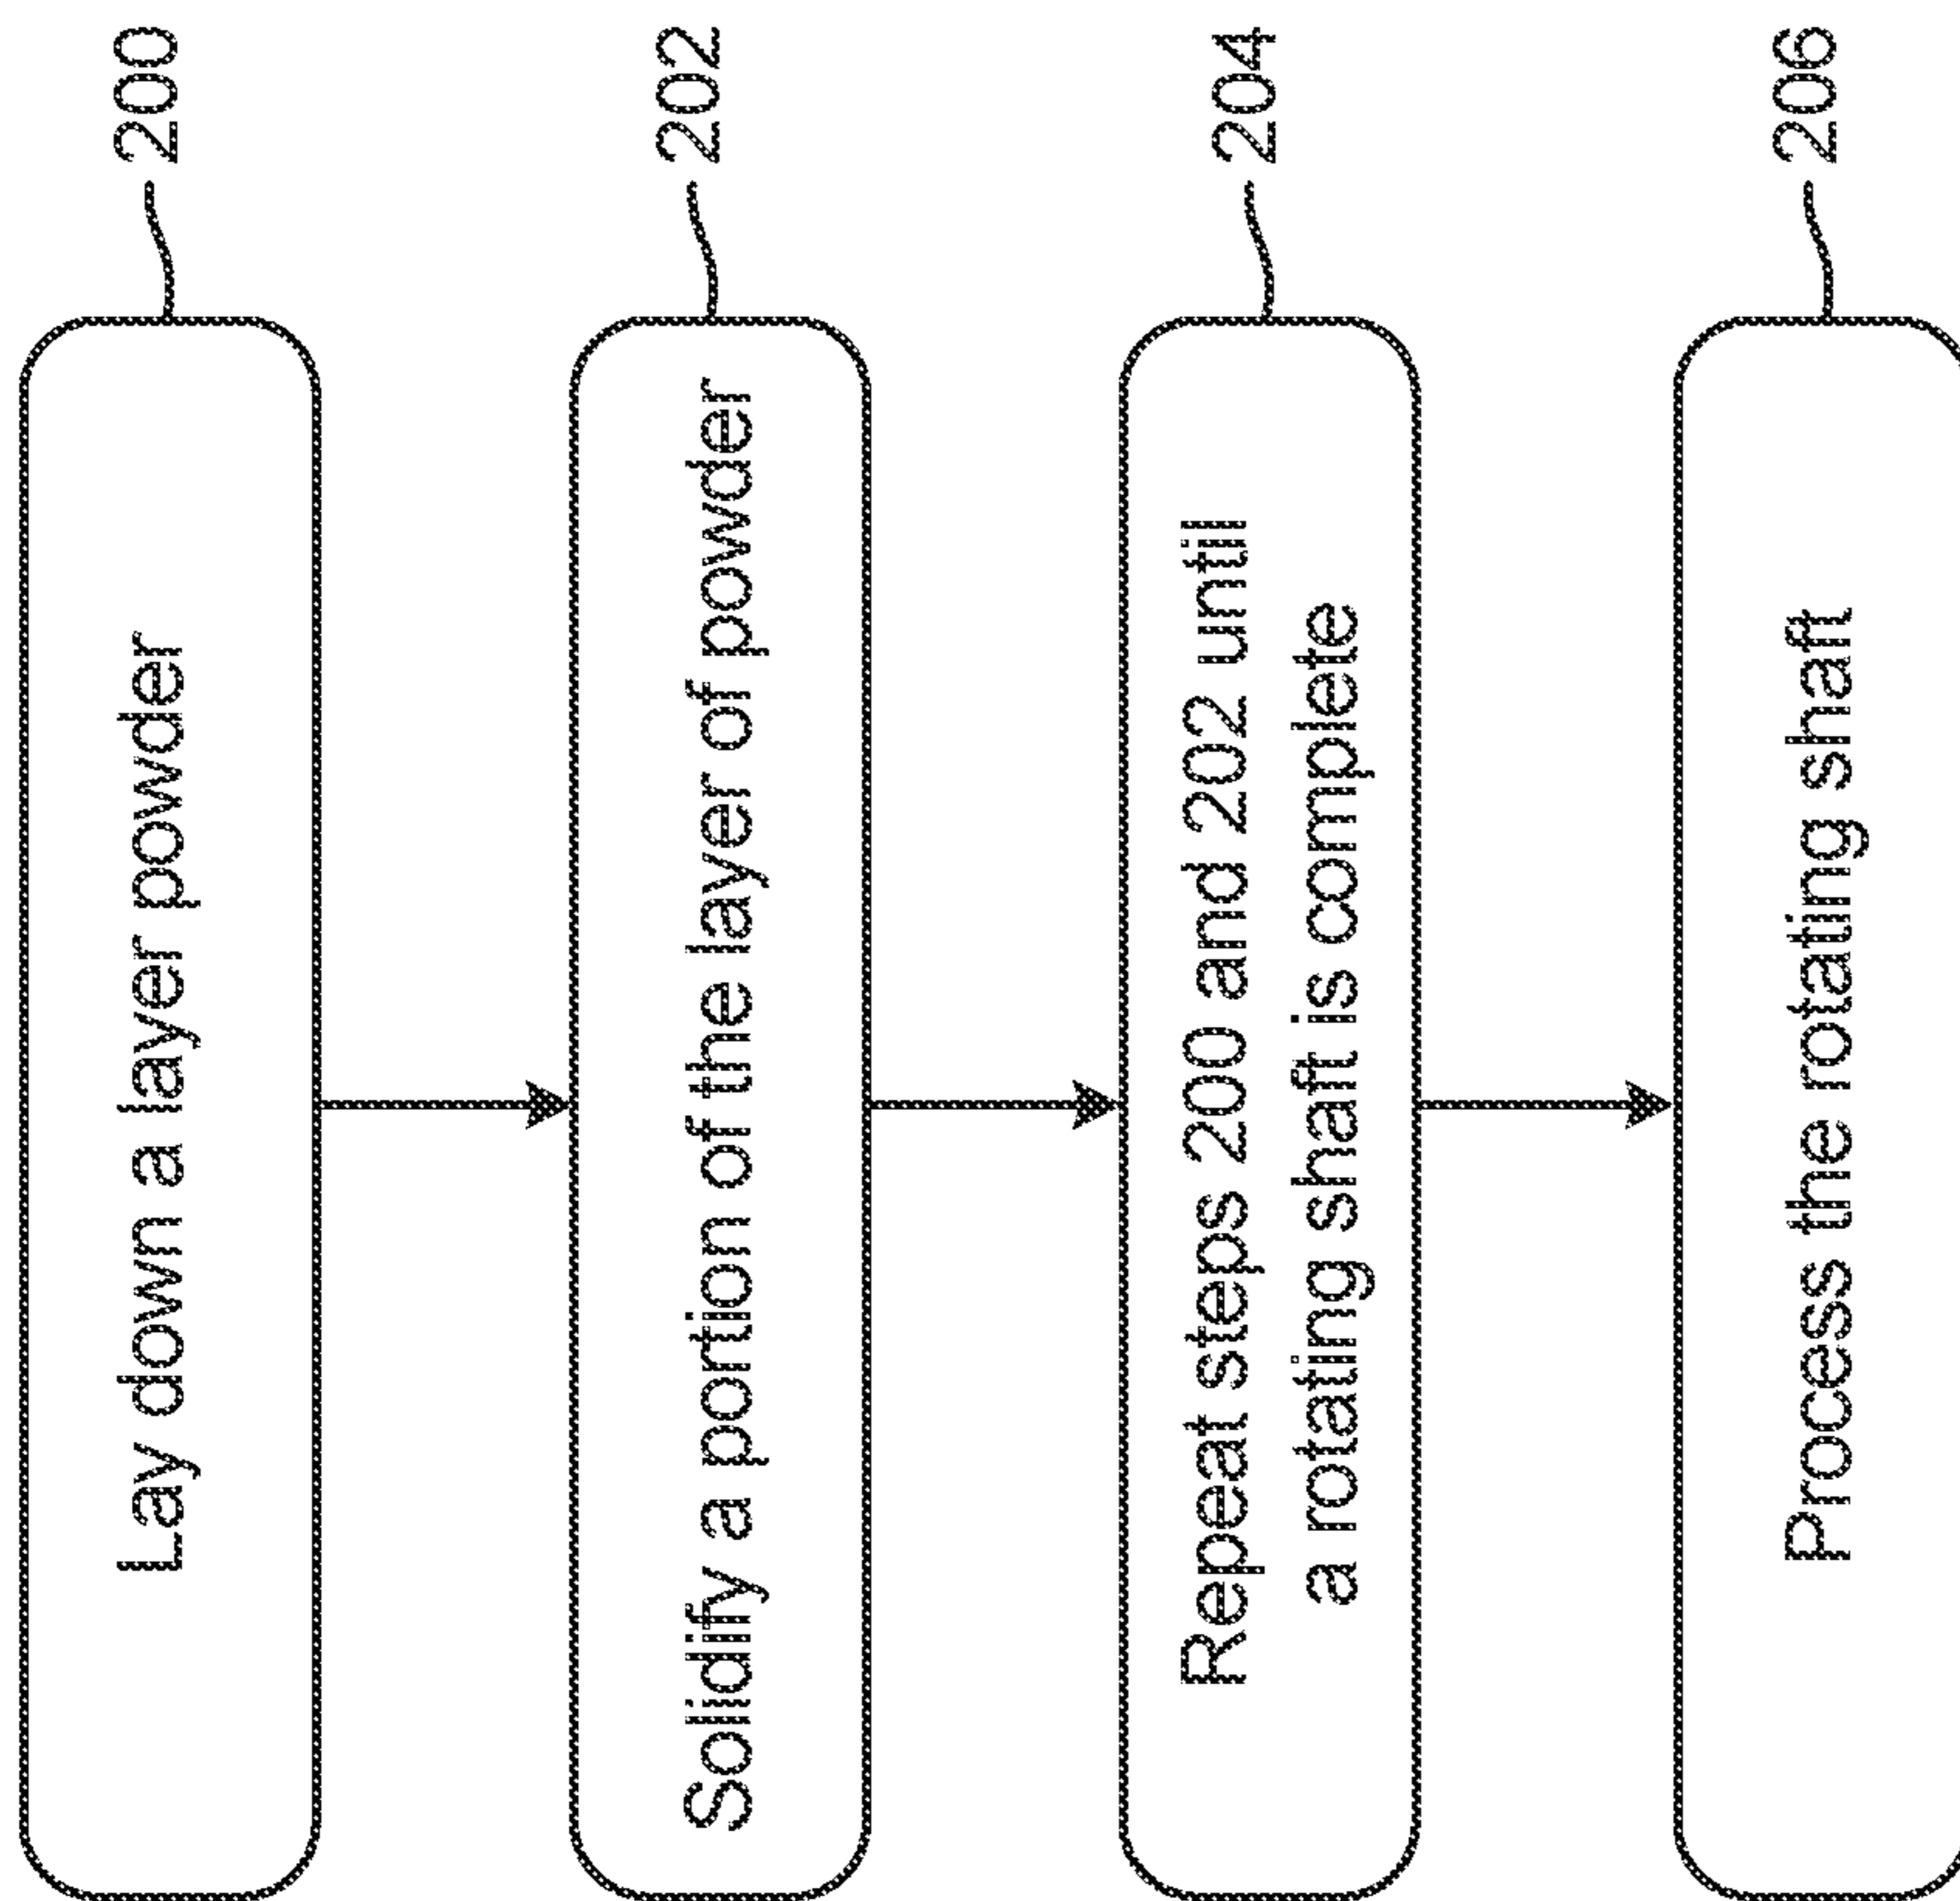 Lay down a layer powder
200
Solidify a portion of the layer of powder
202
Repeat steps 200 and 202 until
a rotating shaft is complete
204
Process the rotating shaft
206